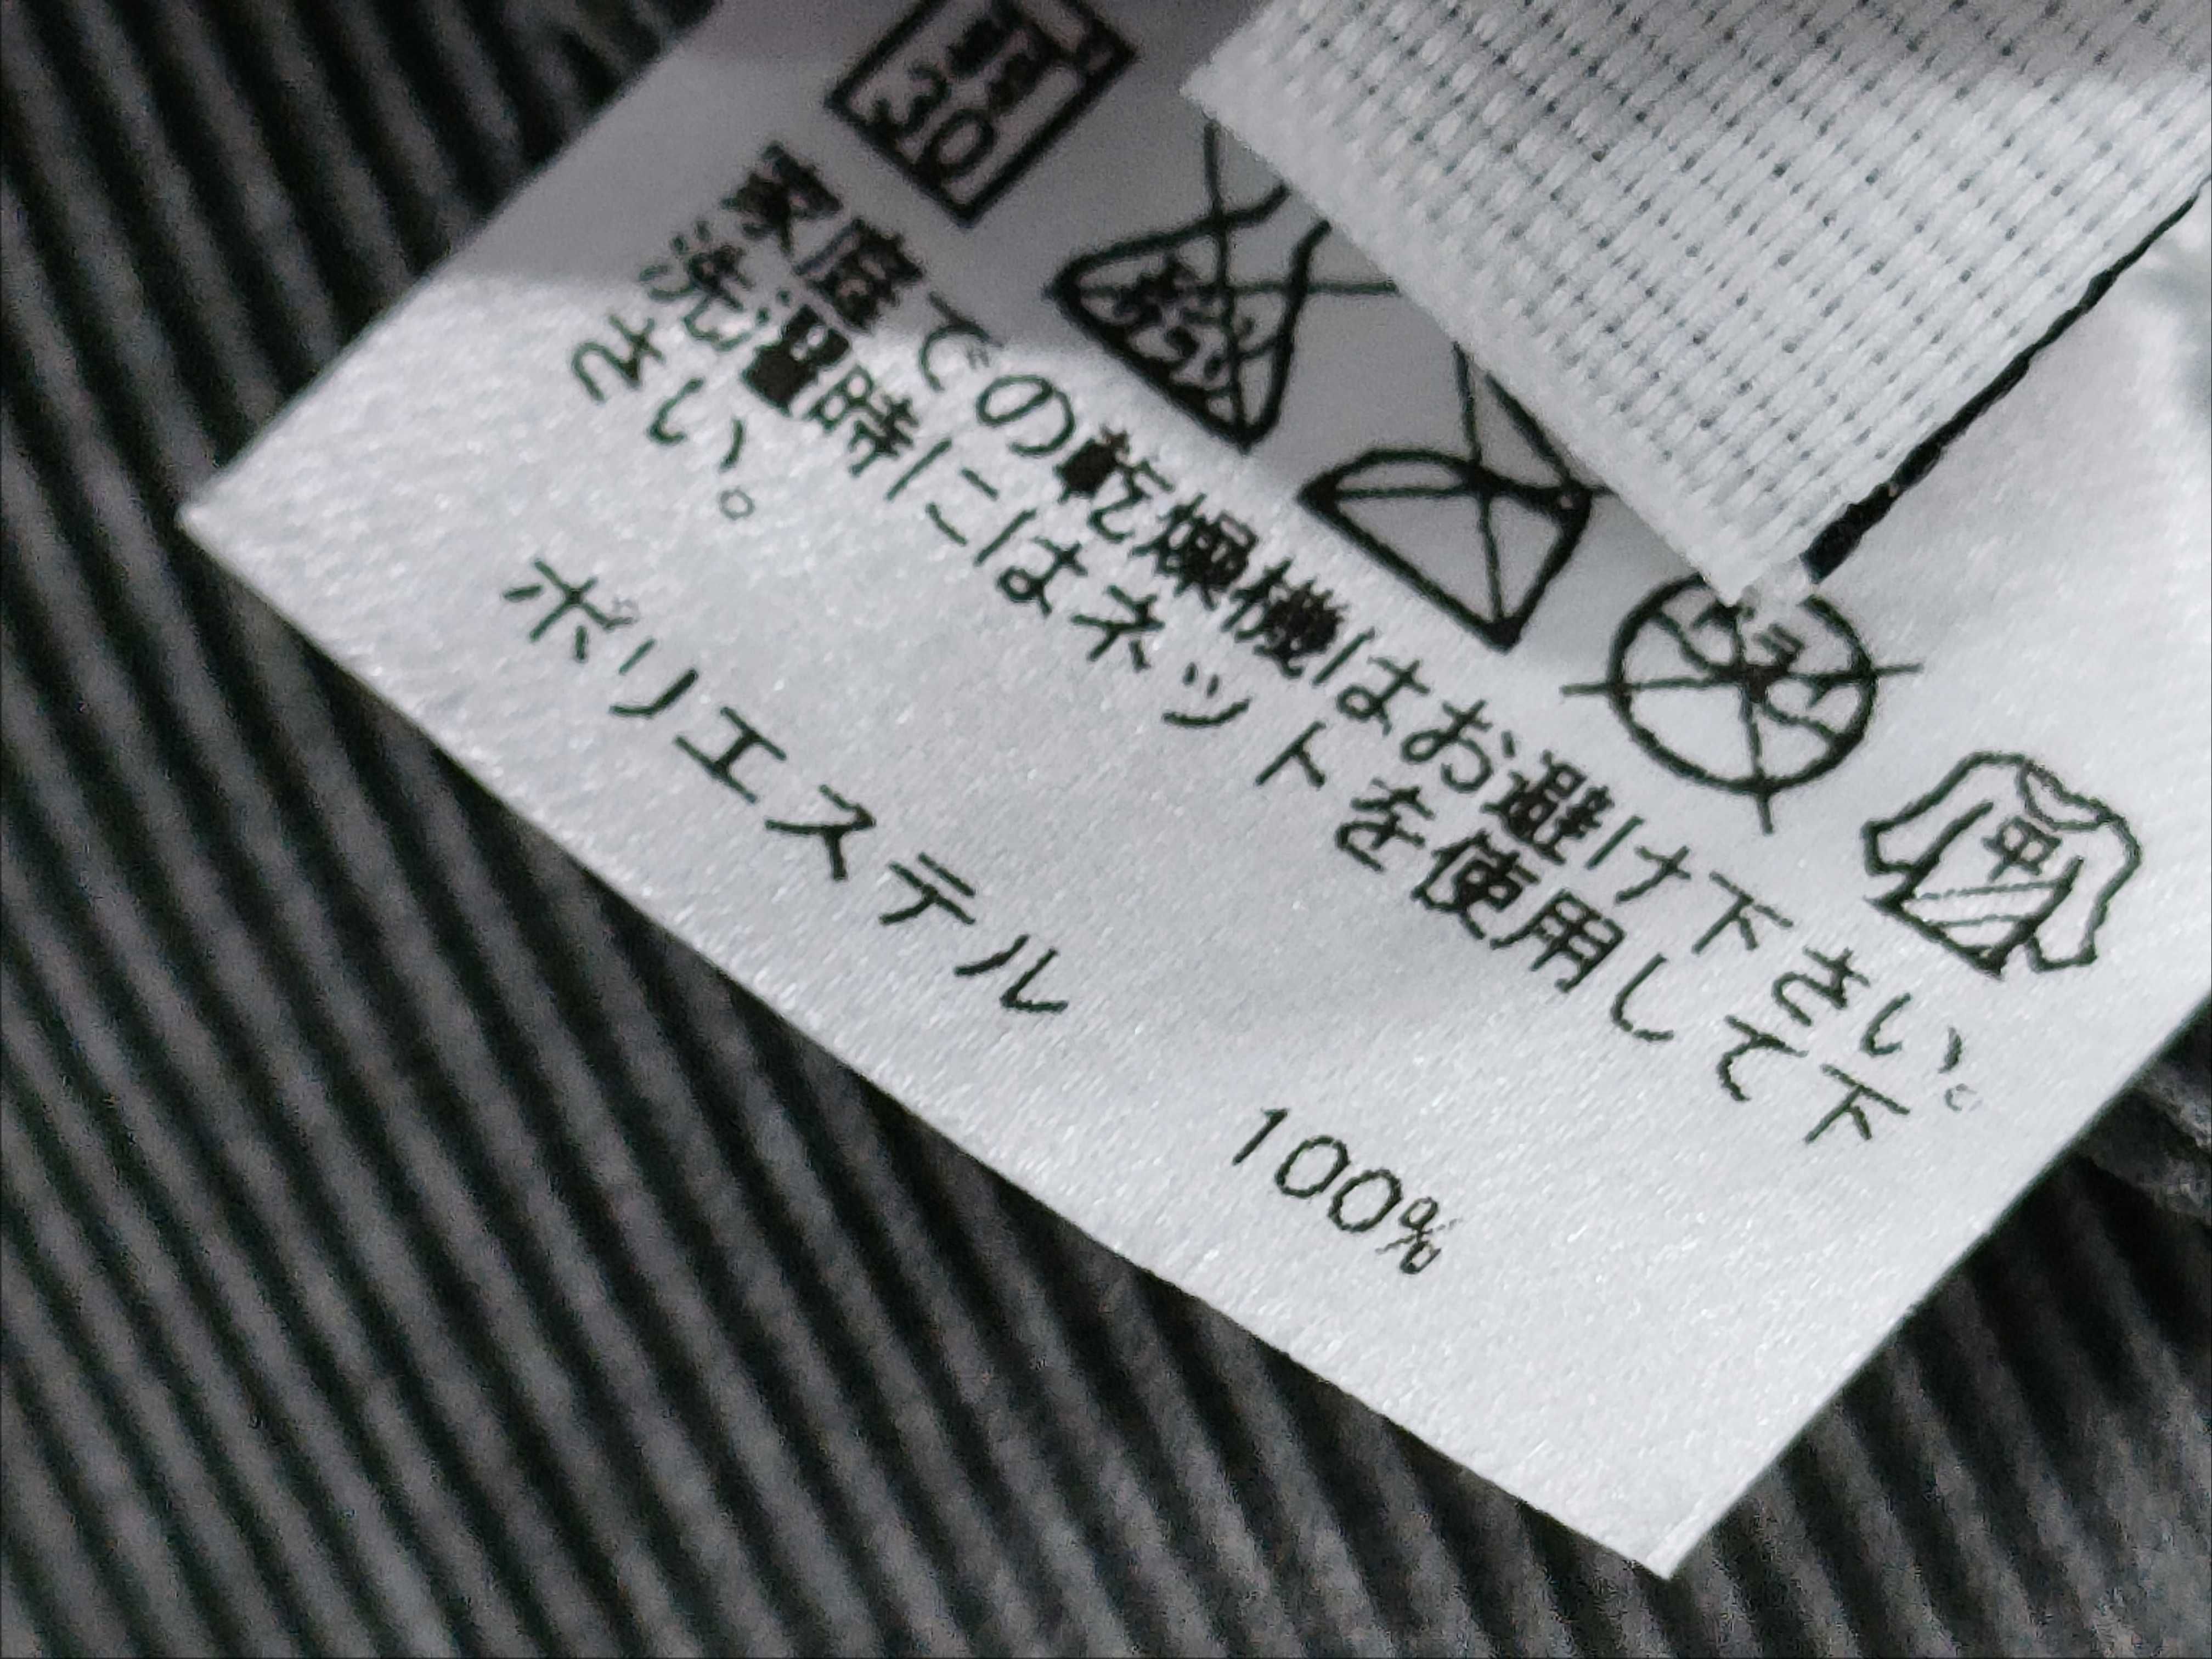 30
家庭での乾燥機はお避け下さい。
洗濯時にはネットを使用して下
さい。
ポリエステル 100%
平